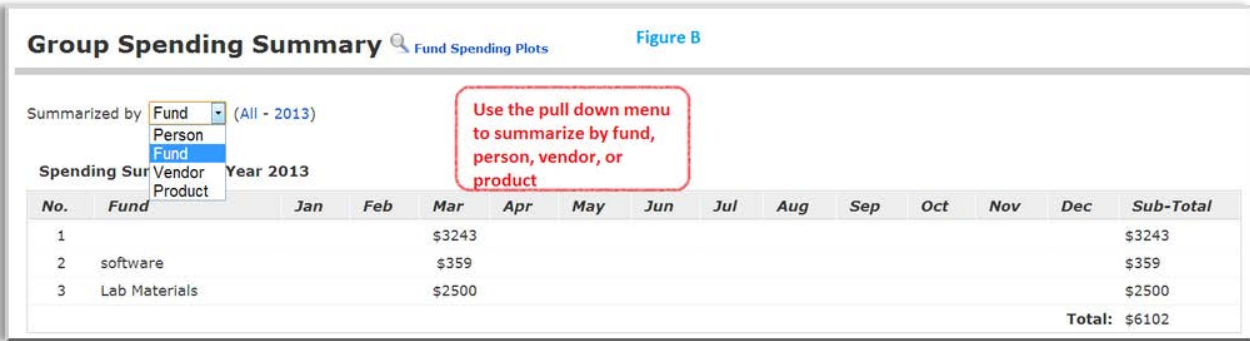 Group Spending Summary Fund Spending Plots Figure B
Summarized by Fund (All - 2013)
Person
Fund
Vendor
Product
Use the pull down menu
to summarize by fund,
person, vendor, or
product
Spending Sur Year 2013
No. Fund Jan Feb Mar Apr May Jun Jul Aug Sep Oct Nov Dec Sub-Total
1 $3243 $3243
2 software $359 $359
3 Lab Materials $2500 $2500
Total: $6102